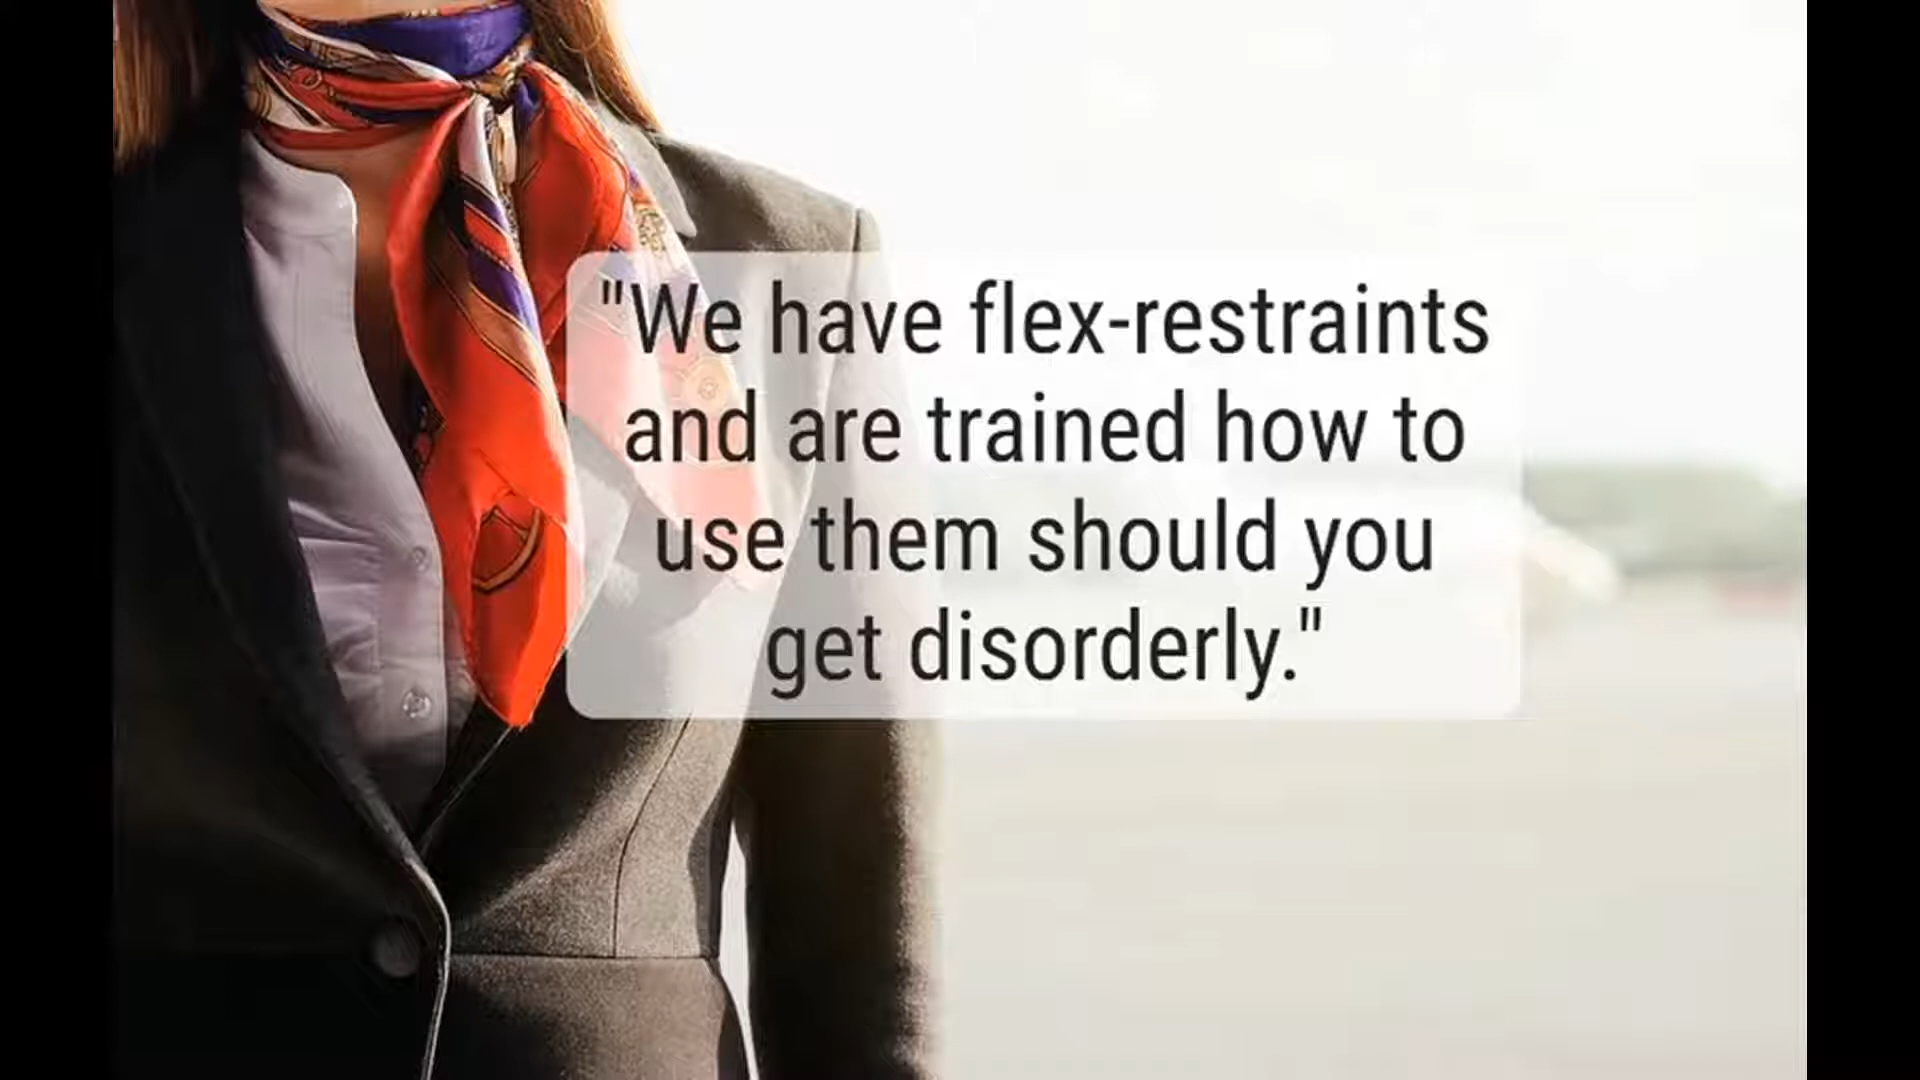 "We have flex-restraints
and are trained how to
use them should you
get disorderly."